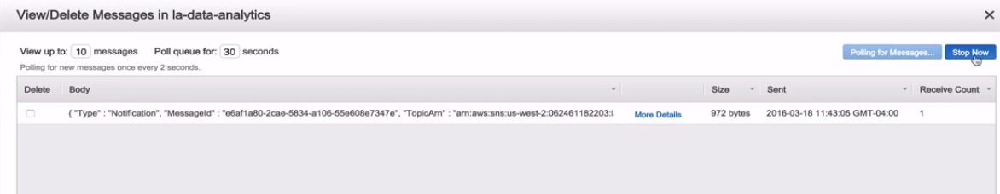 View/Delete Messages in la-data-analytics
View up to: 10 messages Poll queue for: 30 seconds
Polling for Messages... Stop Now
Polling for new messages once every 2 seconds.
Delete Body Size Sent Receive Count
{ "Type" : "Notification", "MessageId" : "e6af1a80-2cae-5834-a106-55e608e7347e", "TopicArn" : "arn:aws:sns:us-west-2:062461182203: More Details 972 bytes 2016-03-18 11:43:05 GMT-04:00 1